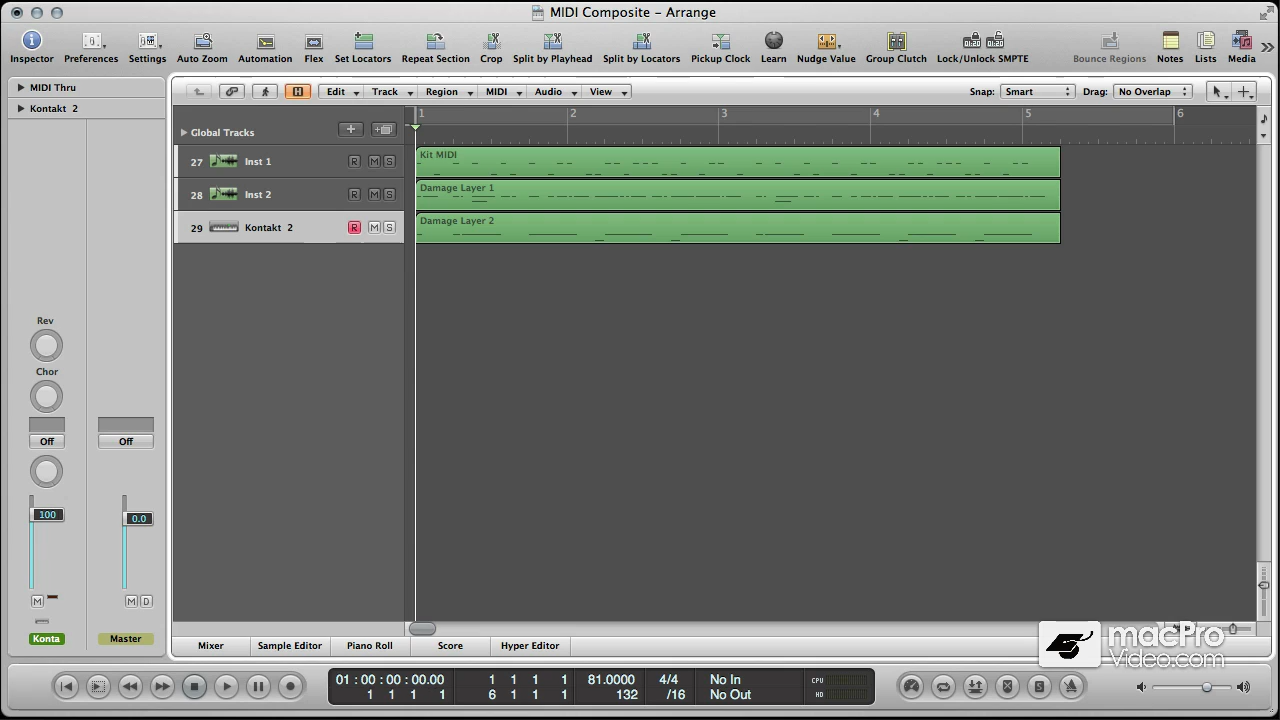 MIDI Composite - Arrange
Inspector Preferences Settings Auto Zoom Automation Flex Set Locators Repeat Section Crop Split by Playhead Split by Locators Pickup Clock Learn Nudge Value Group Clutch Lock/Unlock SMPTE Bounce Regions Notes Lists Media
MIDI Thru
Kontakt 2
H Edit Track Region MIDI Audio View Snap: Smart Drag: No Overlap
Global Tracks 1 2 3 4 5 6
27 Inst 1 R M S Kit MIDI
28 Inst 2 R M S Damage Layer 1
29 Kontakt 2 R M S Damage Layer 2
Rev
Chor
Off Off
100 0.0
M M D
Konta Master
Mixer Sample Editor Piano Roll Score Hyper Editor
macPro
Video.com
01 : 00 : 00 : 00.00 1 1 1 1 81.0000 4/4 No In CPU
1 1 1 1 6 1 1 1 132 /16 No Out HD